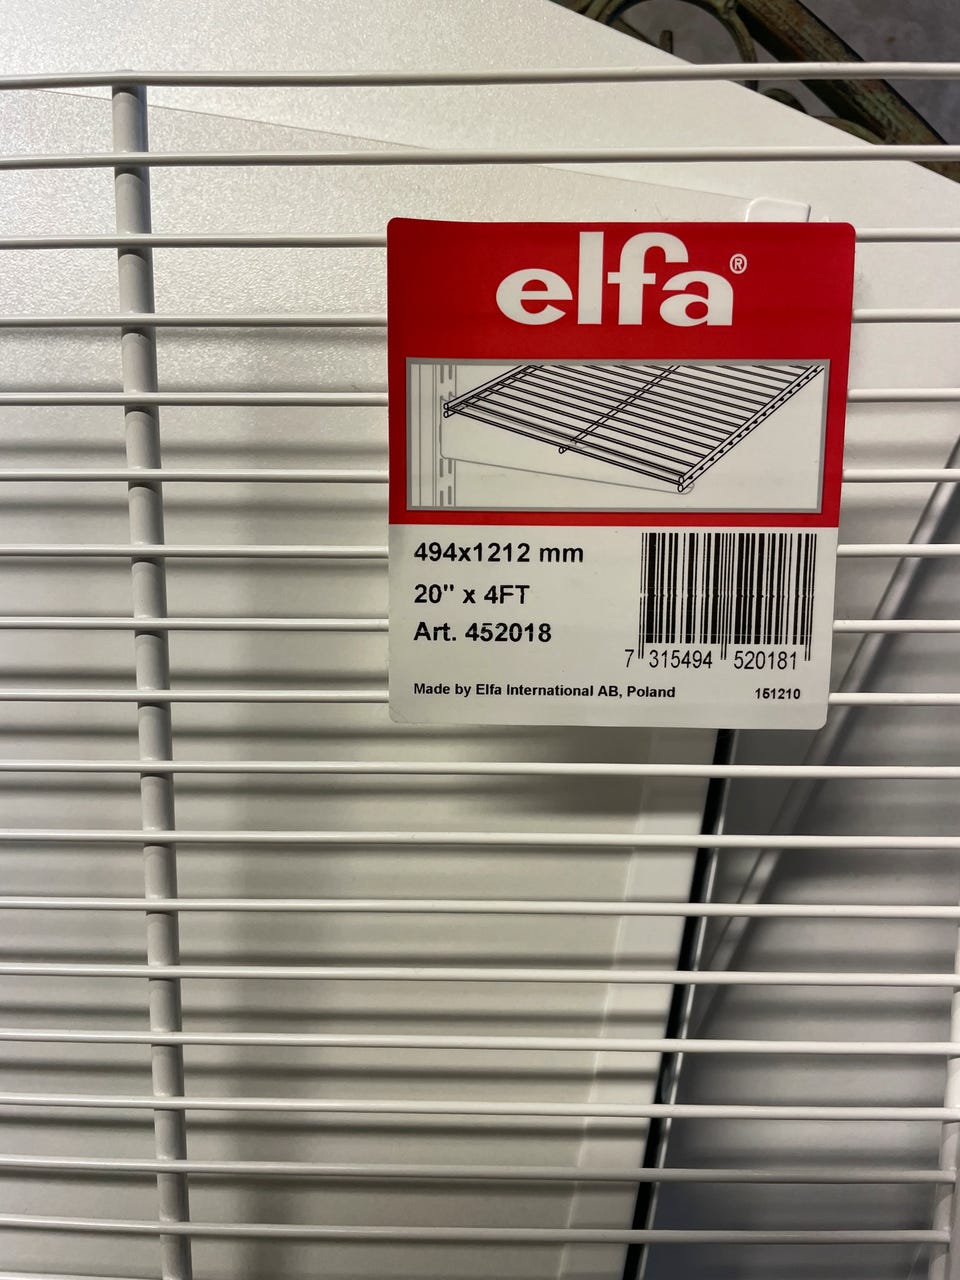 elfa®
494x1212 mm
20" x 4FT
Art. 452018
7 315494 520181
Made by Elfa International AB, Poland
151210